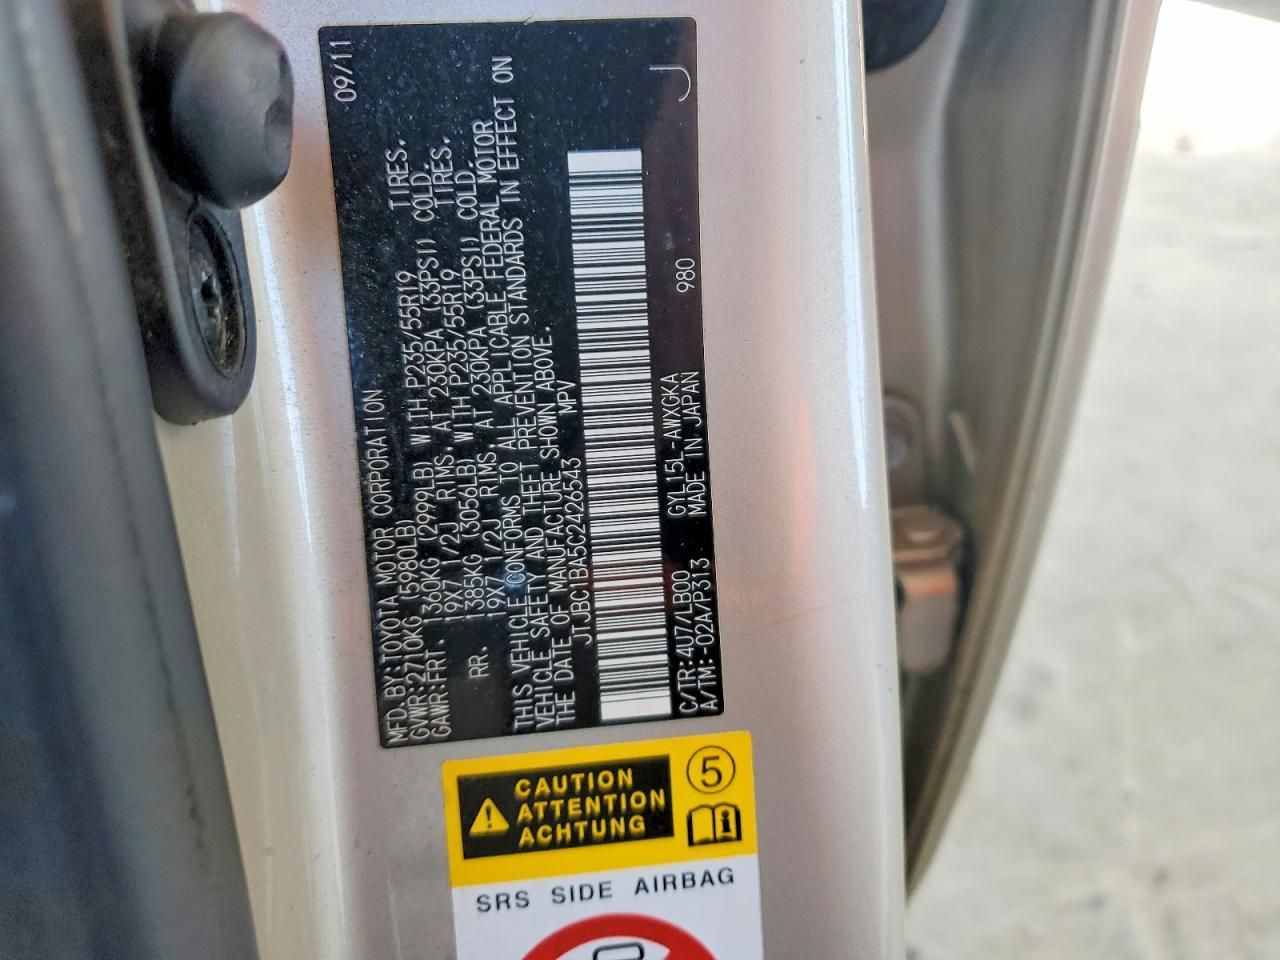 MFD. BY: TOYOTA MOTOR CORPORATION 09/11
GVWR: 2710KG (5980LB)
GAWR: FRT. 1360KG (2999LB) WITH P235/55R19 TIRES.
19X7 1/2J RIMS, AT 230KPA (33PSI) COLD.
RR. 1385KG (3056LB) WITH P235/55R19 TIRES.
19X7 1/2J RIMS, AT 230KPA (33PSI) COLD.
THIS VEHICLE CONFORMS TO ALL APPLICABLE FEDERAL MOTOR
VEHICLE SAFETY AND THEFT PREVENTION STANDARDS IN EFFECT ON
THE DATE OF MANUFACTURE SHOWN ABOVE.
JTJBC1BA5C2426543 MPV
J
C/TR: 4U7/LB00 GYL15L-AWXGKA 980
A/TM: -02A/P313 MADE IN JAPAN
CAUTION
ATTENTION
ACHTUNG
5
i
SRS SIDE AIRBAG